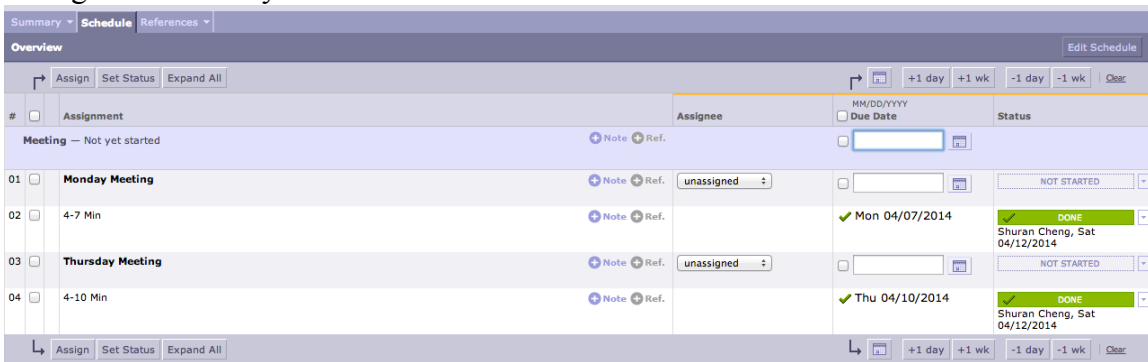 Summary Schedule References
Overview Edit Schedule
Assign Set Status Expand All +1 day +1 wk -1 day -1 wk Clear
MM/DD/YYYY
# Assignment Assignee Due Date Status
Meeting — Not yet started Note Ref.
01 Monday Meeting Note Ref. unassigned NOT STARTED
02 4-7 Min Note Ref. Mon 04/07/2014 DONE
Shuran Cheng, Sat
04/12/2014
03 Thursday Meeting Note Ref. unassigned NOT STARTED
04 4-10 Min Note Ref. Thu 04/10/2014 DONE
Shuran Cheng, Sat
04/12/2014
Assign Set Status Expand All +1 day +1 wk -1 day -1 wk Clear